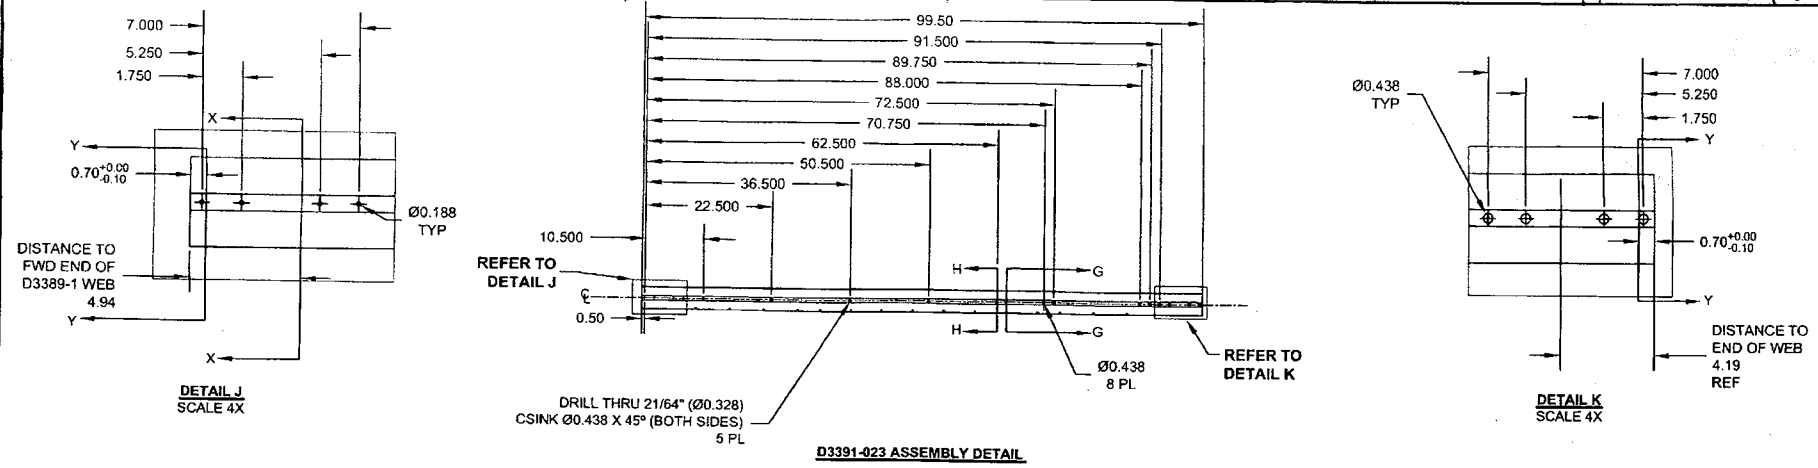 7.000
5.250
1.750
X
Y
0.70 +0.00 -0.10
Ø0.188
TYP
DISTANCE TO
FWD END OF
D3389-1 WEB
4.94
Y
X
DETAIL J
SCALE 4X
99.50
91.500
89.750
88.000
72.500
70.750
62.500
50.500
36.500
22.500
10.500
REFER TO
DETAIL J
H
G
℄
0.50
H
G
Ø0.438
8 PL
REFER TO
DETAIL K
DRILL THRU 21/64" (Ø0.328)
CSINK Ø0.438 X 45º (BOTH SIDES)
5 PL
D3391-023 ASSEMBLY DETAIL
Ø0.438
TYP
7.000
5.250
1.750
Y
0.70 +0.00 -0.10
Y
DISTANCE TO
END OF WEB
4.19
REF
DETAIL K
SCALE 4X